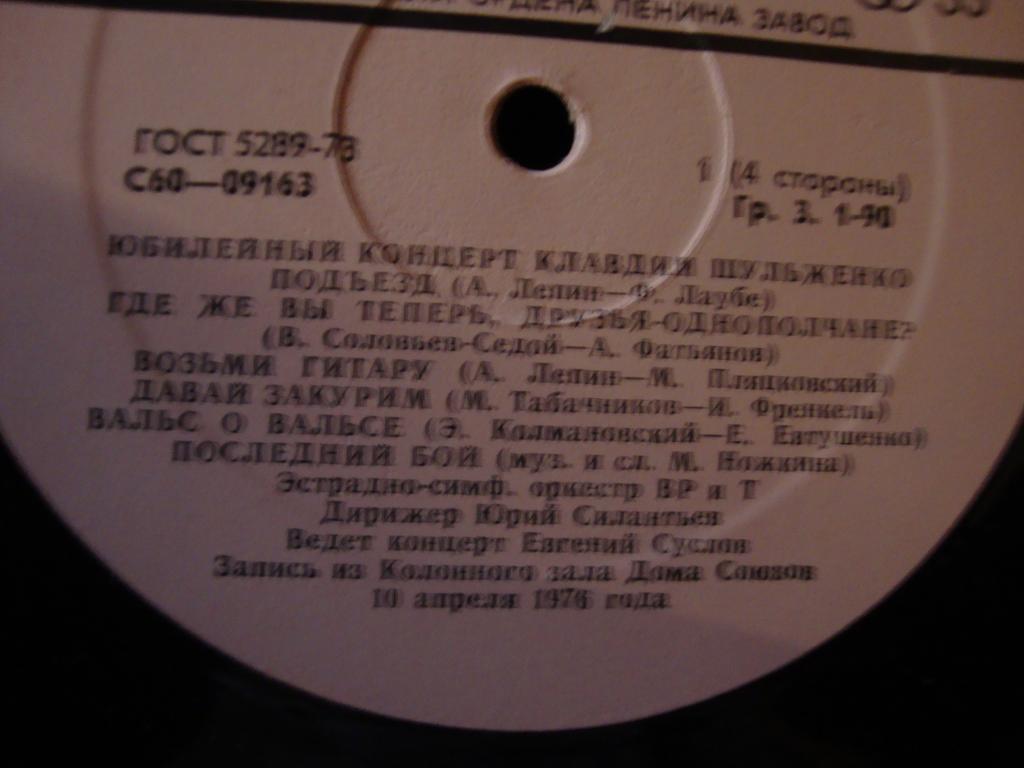 ОРДЕНА ЛЕНИНА ЗАВОД
33
ГОСТ 5289-73
С60—09163
1 (4 стороны)
Гр. 3. 1-90
ЮБИЛЕЙНЫЙ КОНЦЕРТ КЛАВДИИ ШУЛЬЖЕНКО
ПОДЪЕЗД (А. Лепин—Ф. Лаубе)
ГДЕ ЖЕ ВЫ ТЕПЕРЬ, ДРУЗЬЯ-ОДНОПОЛЧАНЕ?
(В. Соловьев-Седой—А. Фатьянов)
ВОЗЬМИ ГИТАРУ (А. Лепин—М. Пляцковский)
ДАВАЙ ЗАКУРИМ (М. Табачников—И. Френкель)
ВАЛЬС О ВАЛЬСЕ (Э. Колмановский—Е. Евтушенко)
ПОСЛЕДНИЙ БОЙ (муз. и сл. М. Ножкина)
Эстрадно-симф. оркестр ВР и Т
Дирижер Юрий Силантьев
Ведет концерт Евгений Суслов
Запись из Колонного зала Дома Союзов
10 апреля 1976 года